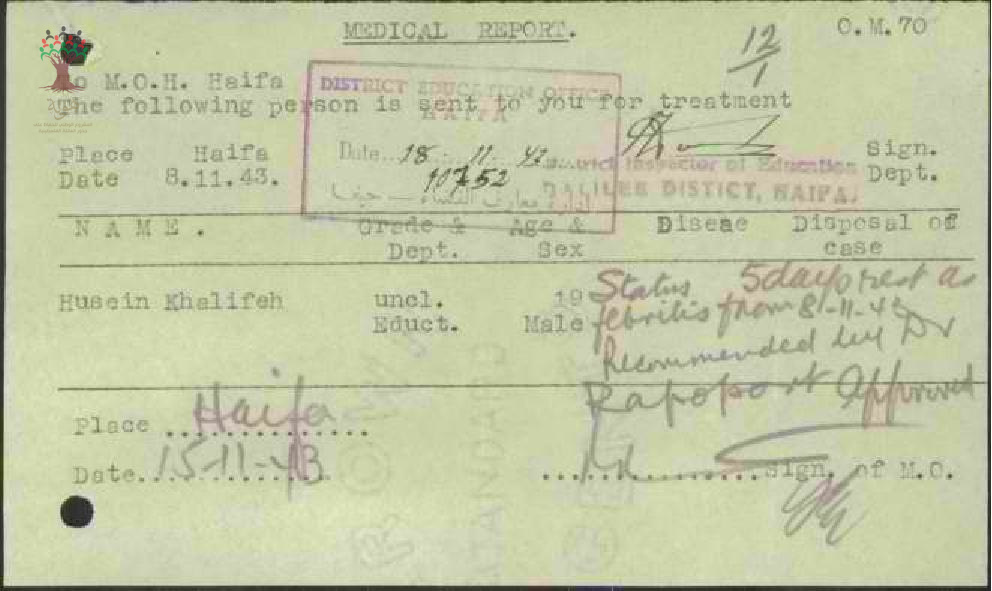 MEDICAL REPORT.
O.M.70
12/1
To M.O.H. Haifa
The following person is sent to you for treatment
DISTRICT EDUCATION OFFICE
HAIFA
Date.. 18 . 11 . 43
10752
Place Haifa
Date 8.11.43.
Sign.
Dept.
District Inspector of Education
GALILEE DISTICT, HAIFA.
NAME.
Grade & Dept.
Age & Sex
Diseae
Disposal of case
Husein Khalifeh
uncl.
Educt.
19
Male
Status febrilis
5 days rest as from 8-11-43
Recommended by Dr
Rapoport Approved
Place Haifa
Date 15-11-43
Sign. of M.O.